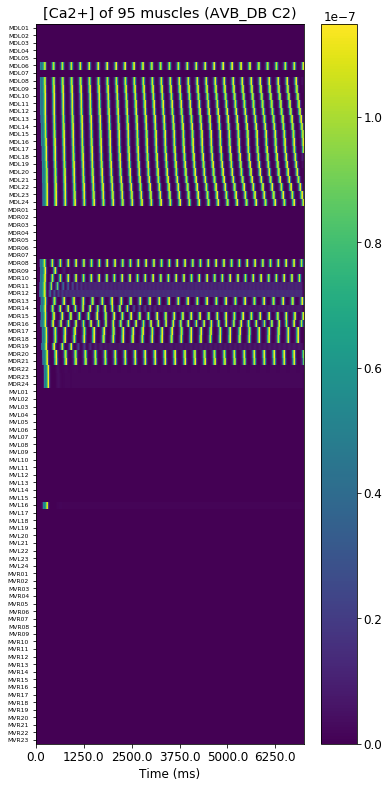 [Ca2+] of 95 muscles (AVB_DB C2)
1e−7
MDL01
MDL02
MDL03
MDL04
MDL05
MDL06
MDL07
MDL08
MDL09
MDL10
MDL11
MDL12
MDL13
MDL14
MDL15
MDL16
MDL17
MDL18
MDL19
MDL20
MDL21
MDL22
MDL23
MDL24
MDR01
MDR02
MDR03
MDR04
MDR05
MDR06
MDR07
MDR08
MDR09
MDR10
MDR11
MDR12
MDR13
MDR14
MDR15
MDR16
MDR17
MDR18
MDR19
MDR20
MDR21
MDR22
MDR23
MDR24
MVL01
MVL02
MVL03
MVL04
MVL05
MVL06
MVL07
MVL08
MVL09
MVL10
MVL11
MVL12
MVL13
MVL14
MVL15
MVL16
MVL17
MVL18
MVL19
MVL20
MVL21
MVL22
MVL23
MVL24
MVR01
MVR02
MVR03
MVR04
MVR05
MVR06
MVR07
MVR08
MVR09
MVR10
MVR11
MVR12
MVR13
MVR14
MVR15
MVR16
MVR17
MVR18
MVR19
MVR20
MVR21
MVR22
MVR23
1.0
0.8
0.6
0.4
0.2
0.0
0.0 1250.0 2500.0 3750.0 5000.0 6250.0
Time (ms)